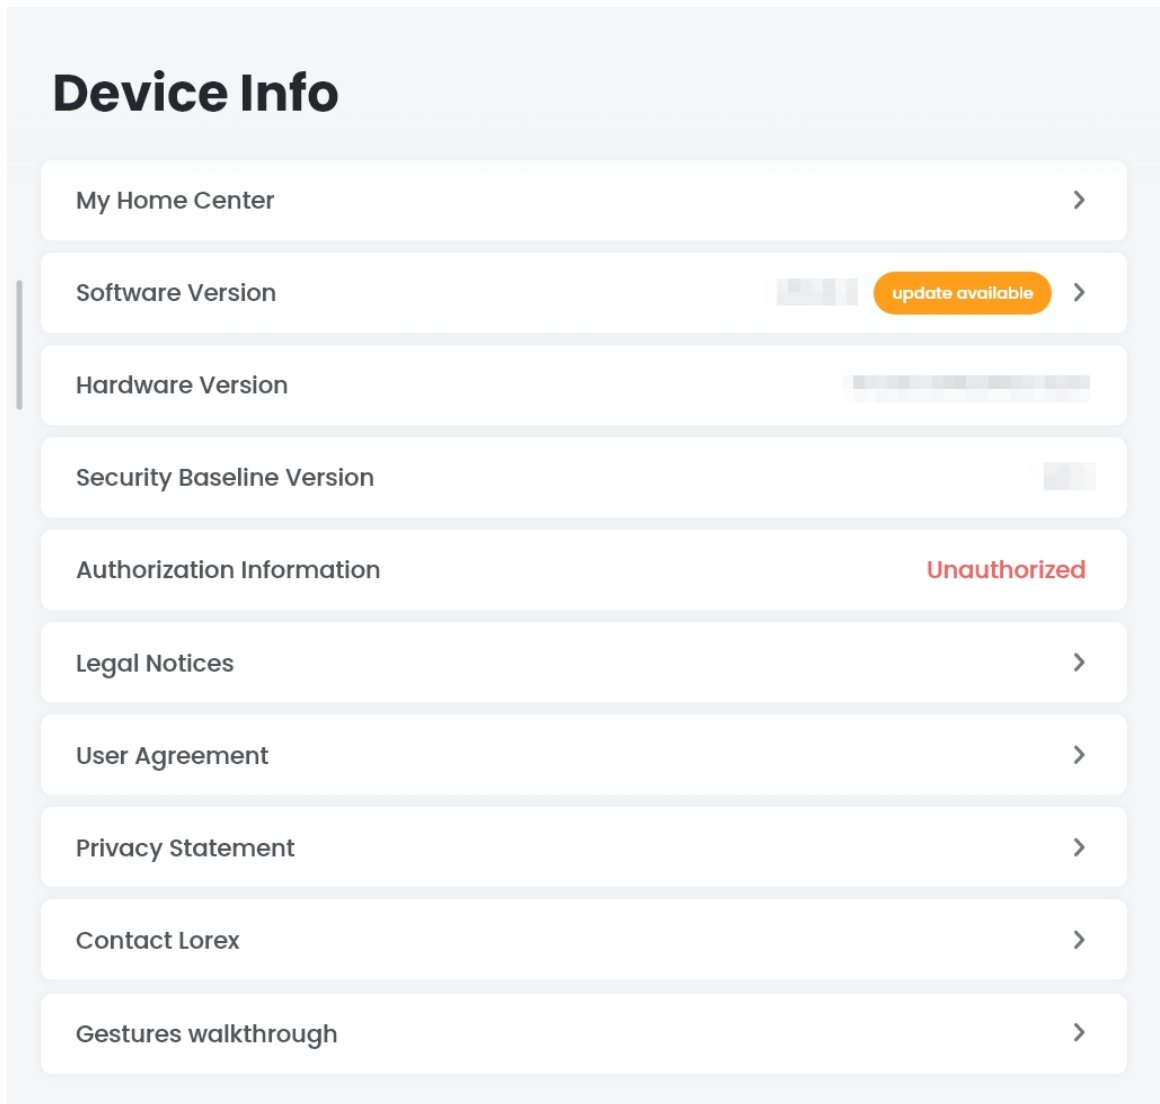 Device Info
My Home Center
Software Version update available
Hardware Version
Security Baseline Version
Authorization Information Unauthorized
Legal Notices
User Agreement
Privacy Statement
Contact Lorex
Gestures walkthrough